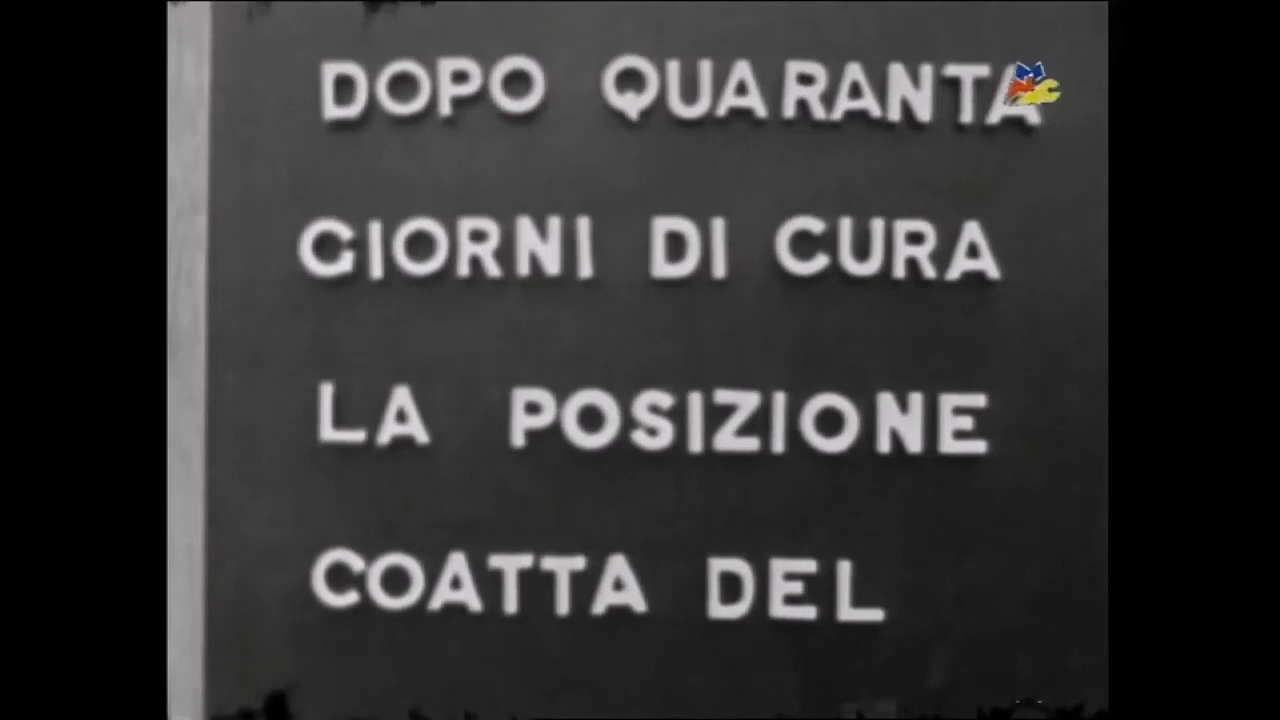 DOPO QUARANTA
GIORNI DI CURA
LA POSIZIONE
COATTA DEL